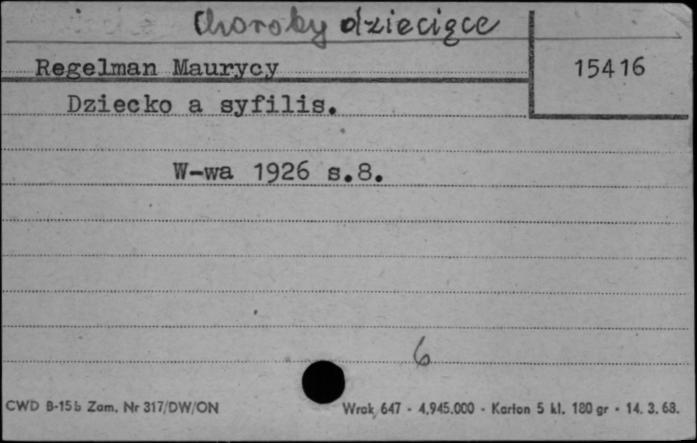 Choroby dziecięce
Regelman Maurycy
15416
Dziecko a syfilis.
W-wa 1926 s.8.
6
CWD B-15b Zam. Nr 317/DW/ON
Wrak, 647 - 4.945.000 - Karton 5 kl. 180 gr - 14. 3. 68.